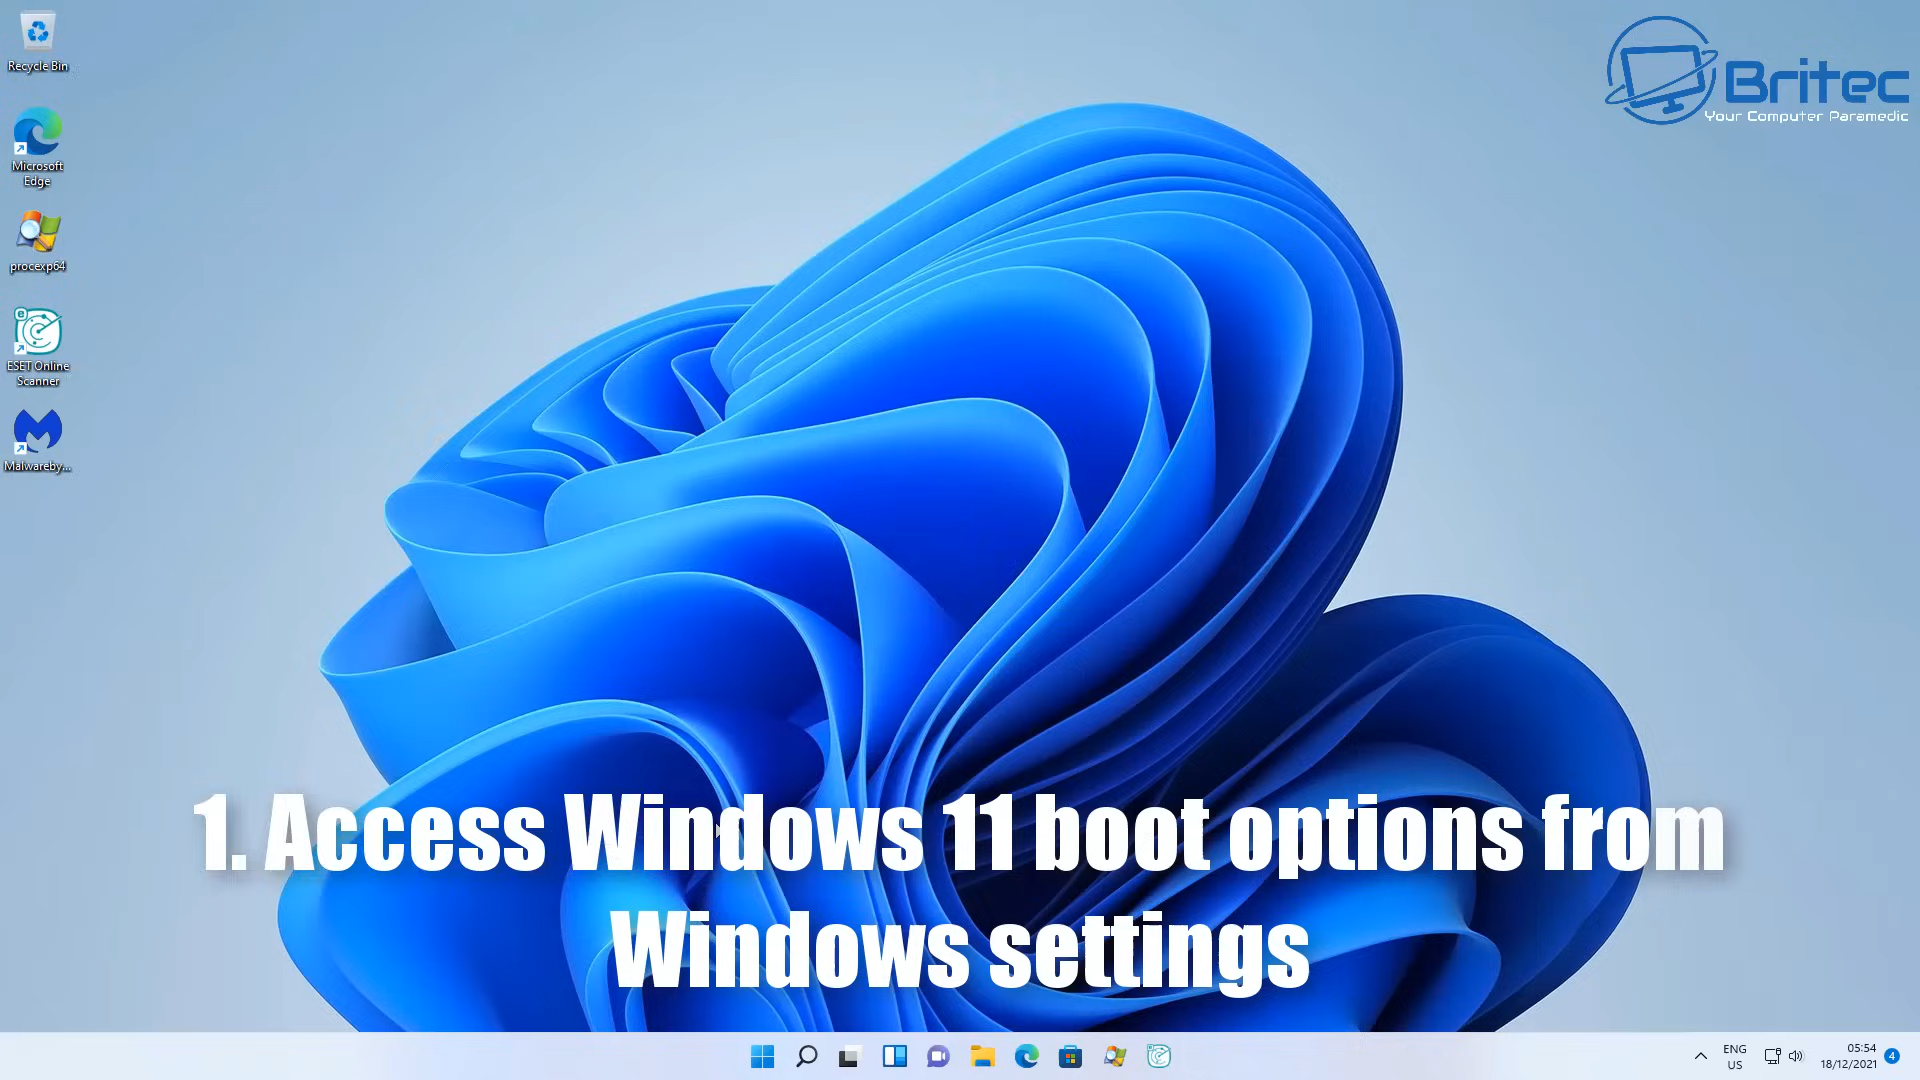 Recycle Bin
Microsoft
Edge
procexp64
ESET Online
Scanner
Malwareby...
Britec
Your Computer Paramedic
1. Access Windows 11 boot options from
Windows settings
ENG
US
05:54
18/12/2021
4